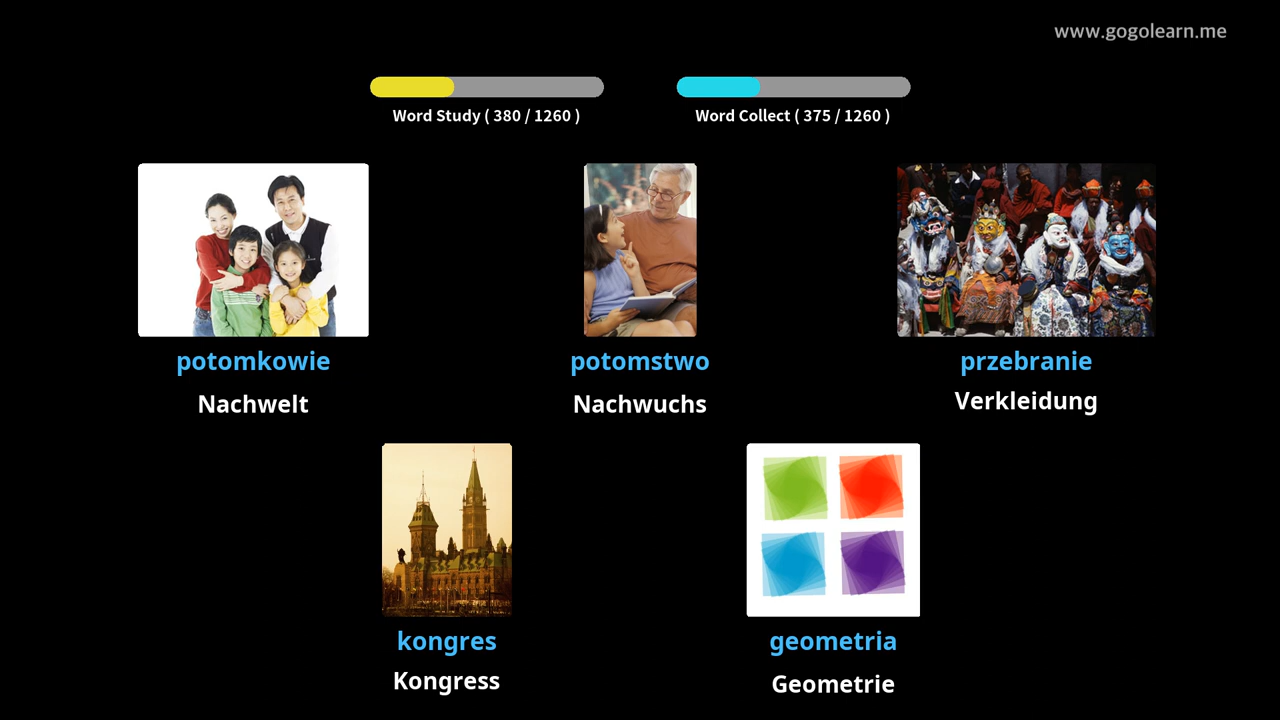 www.gogolearn.me
Word Study ( 380 / 1260 )
Word Collect ( 375 / 1260 )
potomkowie
Nachwelt
potomstwo
Nachwuchs
przebranie
Verkleidung
kongres
Kongress
geometria
Geometrie